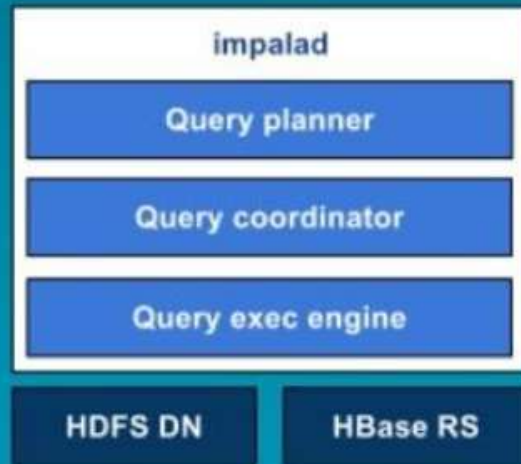 impalad
Query planner
Query coordinator
Query exec engine
HDFS DN
HBase RS